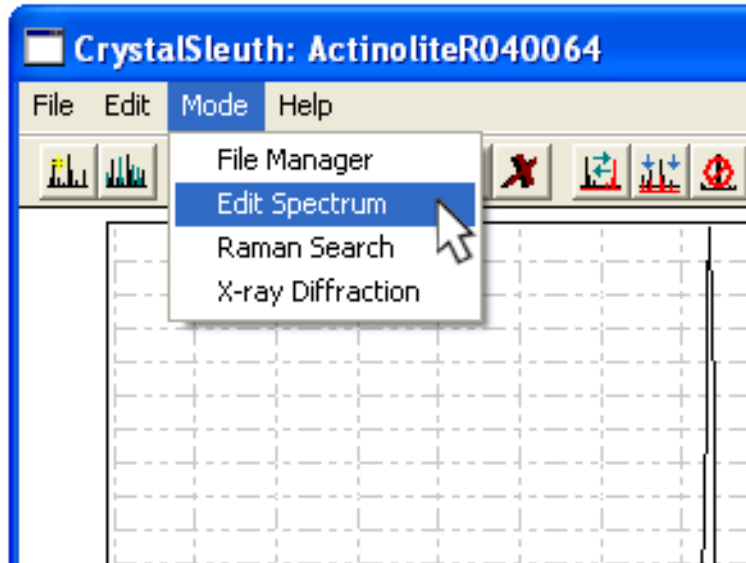 CrystalSleuth: ActinoliteR040064
File Edit Mode Help
File Manager
Edit Spectrum
Raman Search
X-ray Diffraction